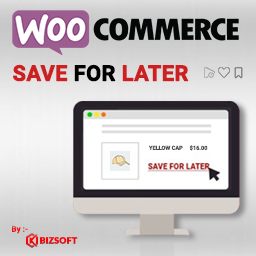 WOO COMMERCE
SAVE FOR LATER
YELLOW CAP $16.00
SAVE FOR LATER
By :-
BIZSOFT